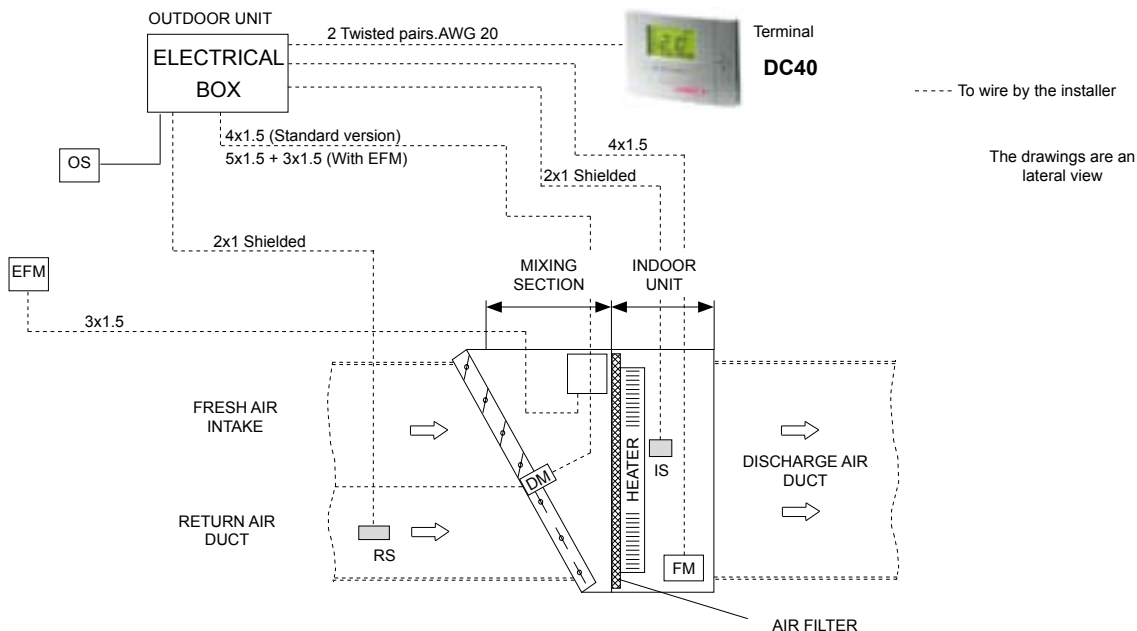 OUTDOOR UNIT
ELECTRICAL
BOX
2 Twisted pairs.AWG 20
Terminal
DC40
To wire by the installer
The drawings are an
lateral view
OS
4x1.5 (Standard version)
5x1.5 + 3x1.5 (With EFM)
4x1.5
2x1 Shielded
2x1 Shielded
EFM
3x1.5
MIXING
SECTION
INDOOR
UNIT
FRESH AIR
INTAKE
RETURN AIR
DUCT
RS
DM
HEATER
IS
FM
DISCHARGE AIR
DUCT
AIR FILTER